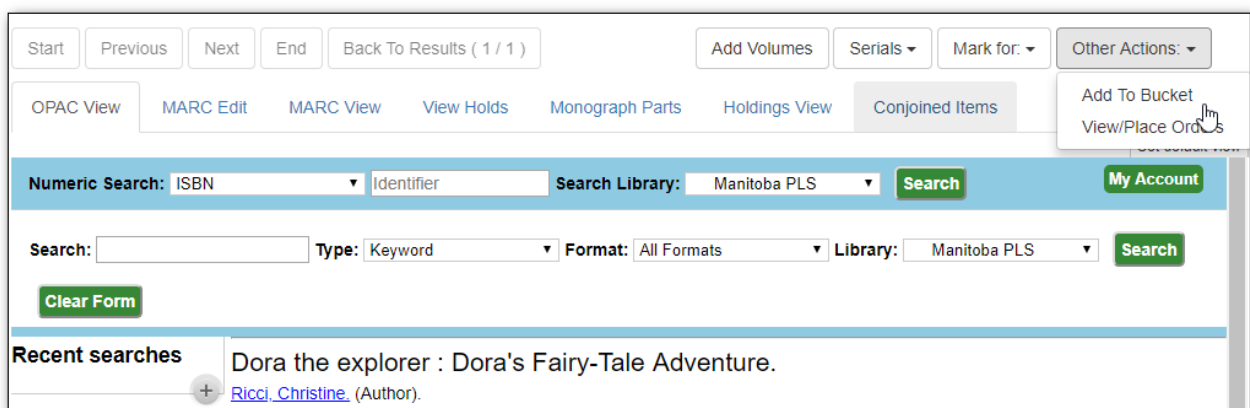 Start Previous Next End Back To Results ( 1 / 1 ) Add Volumes Serials Mark for: Other Actions:
OPAC View MARC Edit MARC View View Holds Monograph Parts Holdings View Conjoined Items
Add To Bucket
View/Place Orders
Set default view
Numeric Search: ISBN Identifier Search Library: Manitoba PLS Search My Account
Search: Type: Keyword Format: All Formats Library: Manitoba PLS Search
Clear Form
Recent searches
+
Dora the explorer : Dora's Fairy-Tale Adventure.
Ricci, Christine. (Author).